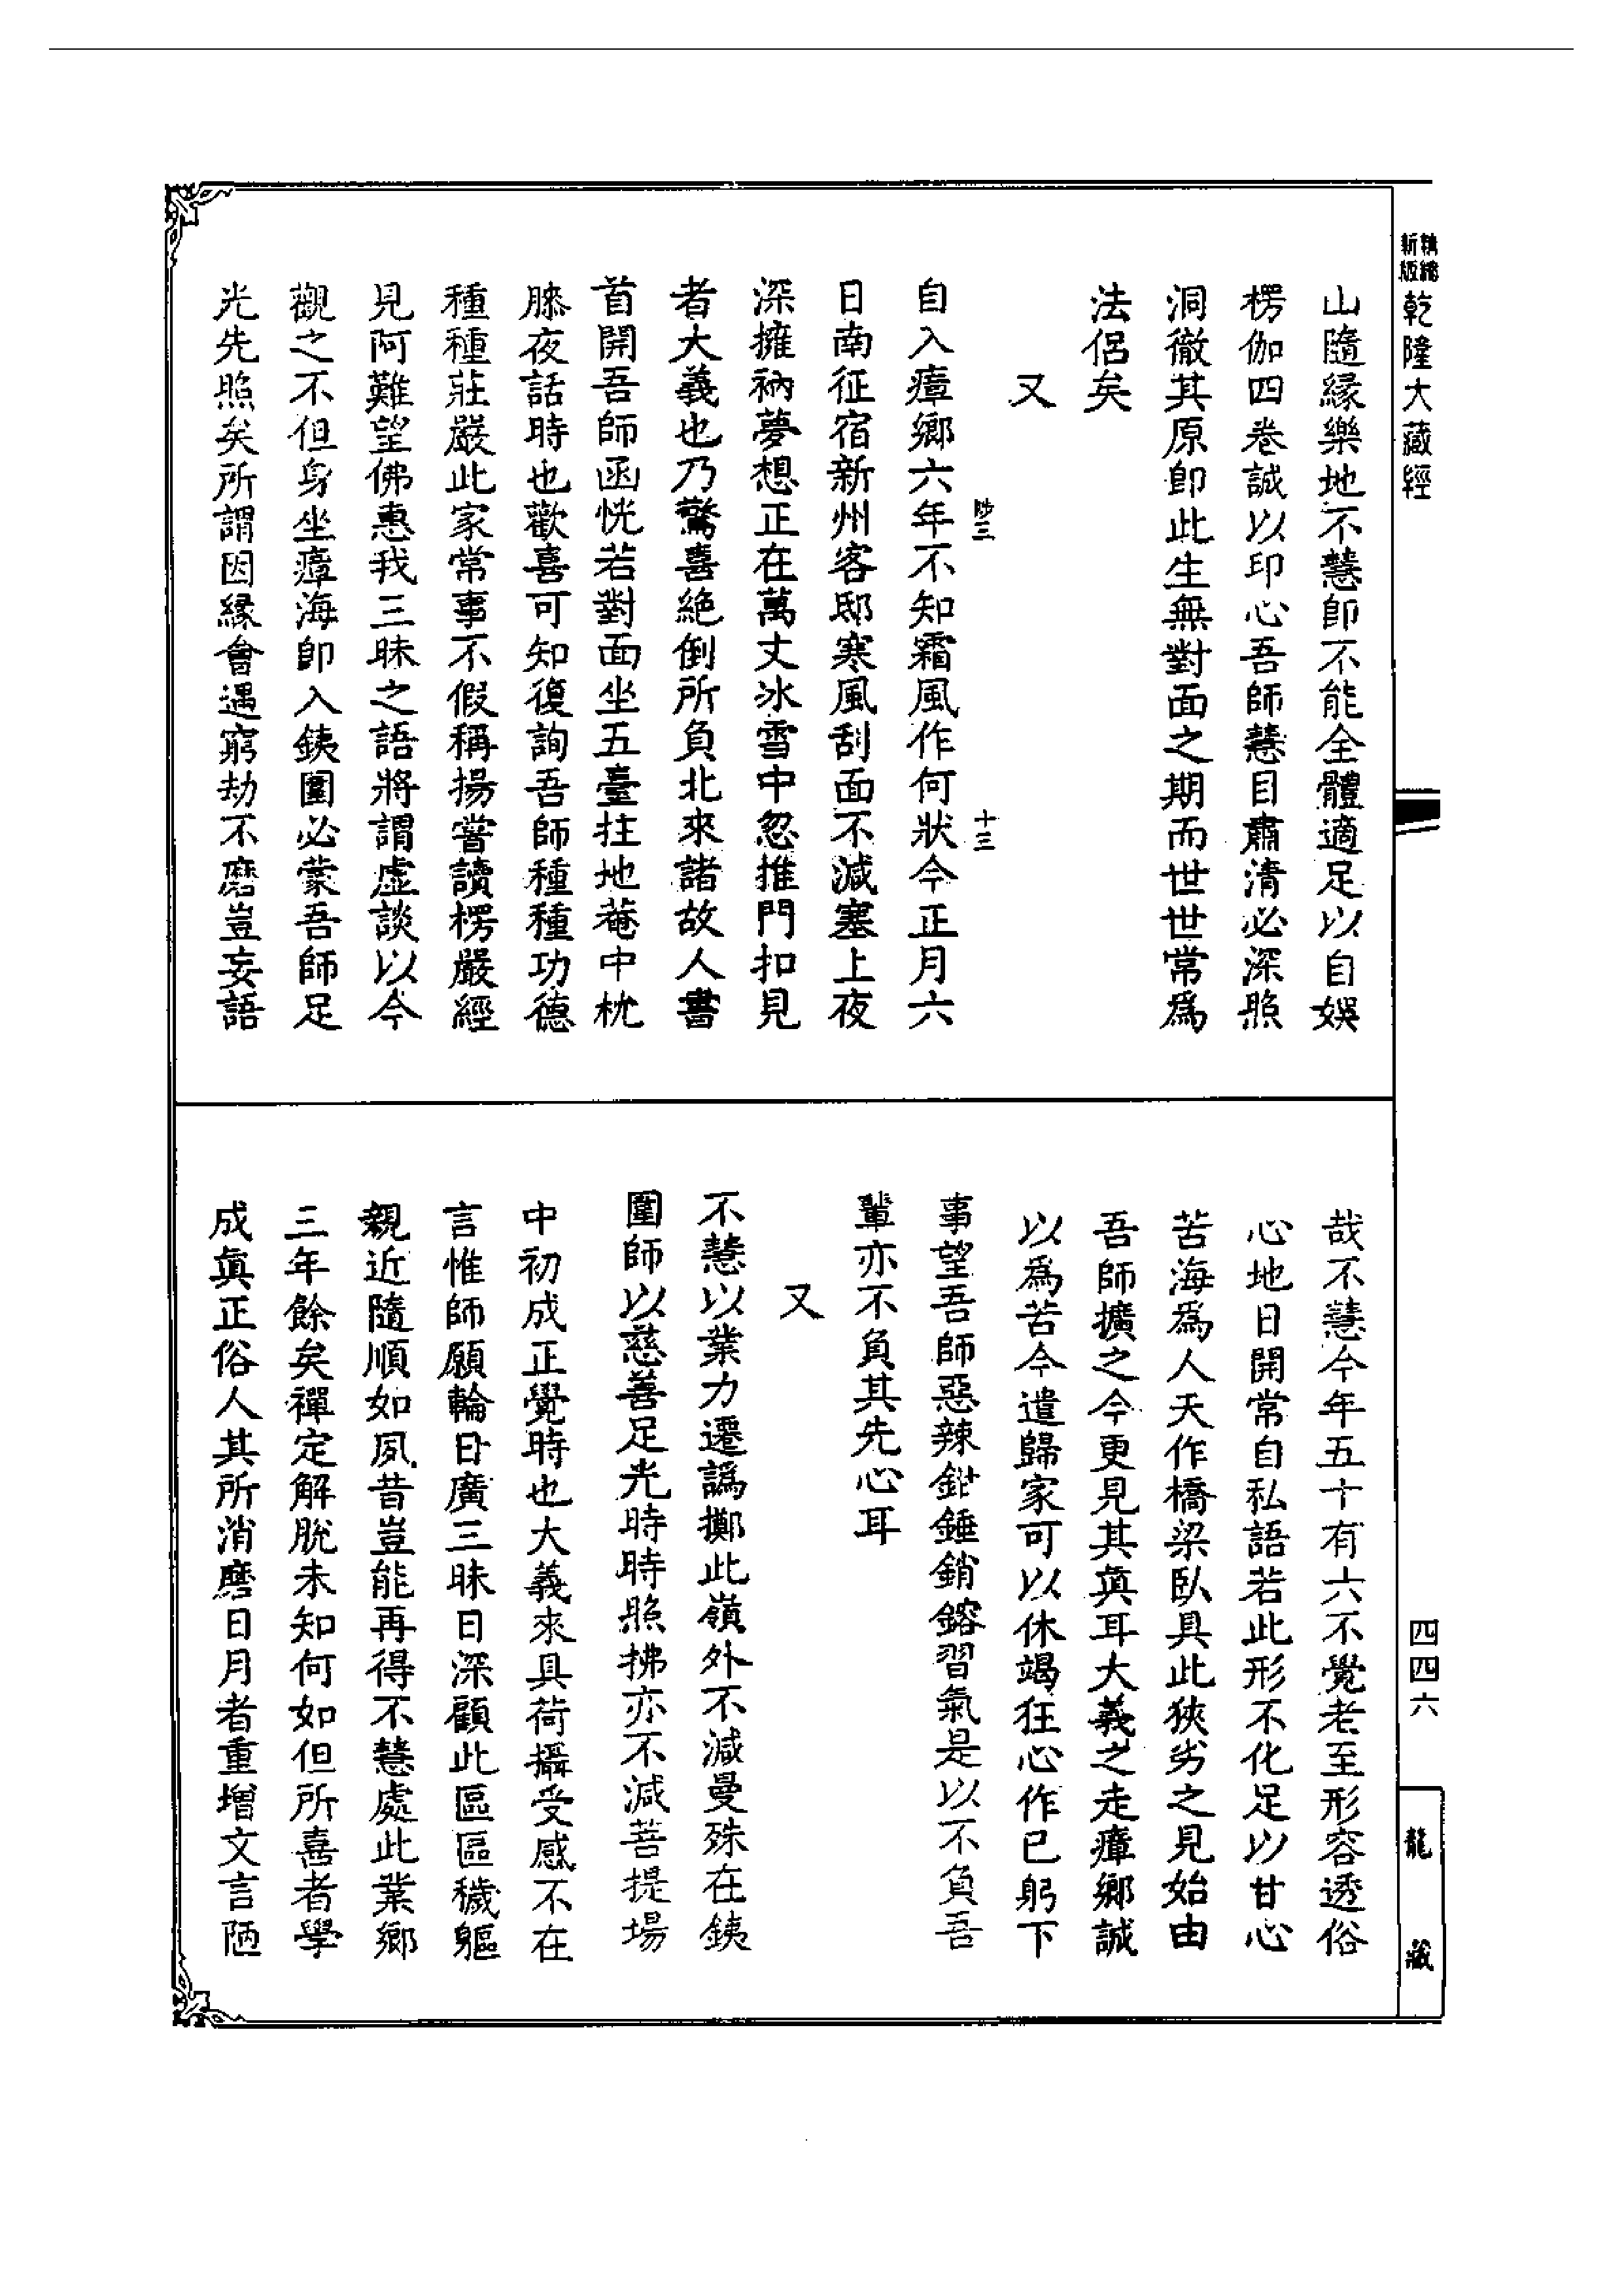 精縮
新版
乾隆大藏經
山隨緣樂地不慧卽不能全體適足以自娛
楞伽四卷誠以印心吾師慧目肅清必深照
洞徹其原卽此生無對面之期而世世常爲
法侶矣
又
陟三
十三
自入瘴鄉六年不知霜風作何狀今正月六
日南征宿新州客邸寒風刮面不減塞上夜
深擁衲夢想正在萬丈冰雪中忽推門扣見
者大義也乃驚喜絕倒所負北來諸故人書
首開吾師函恍若對面坐五臺拄地菴中枕
膝夜話時也歡喜可知復詢吾師種種功德
種種莊嚴此家常事不假稱揚嘗讀楞嚴經
見阿難望佛惠我三昧之語將謂虛談以今
觀之不但身坐瘴海卽入鐵圍必蒙吾師足
光先照矣所謂因緣會遇窮劫不磨豈妄語
哉不慧今年五十有六不覺老至形容透俗
心地日開常自私語若此形不化足以甘心
苦海爲人天作橋梁臥具此狹劣之見始由
吾師擴之今更見其眞耳大義之走瘴鄉誠
以爲苦今遣歸家可以休竭狂心作已躬下
事望吾師惡辣鉗錘銷鎔習氣是以不負吾
輩亦不負其先心耳
又
不慧以業力遷譌擲此嶺外不減曼殊在銕
圍師以慈善足光時時照拂亦不減菩提場
中初成正覺時也大義來具荷攝受感不在
言惟師願輪日廣三昧日深顧此區區穢軀
親近隨順如夙昔豈能再得不慧處此業鄉
三年餘矣禪定解脫未知何如但所喜者學
成眞正俗人其所消磨日月者重增文言陋
四四六
龍藏